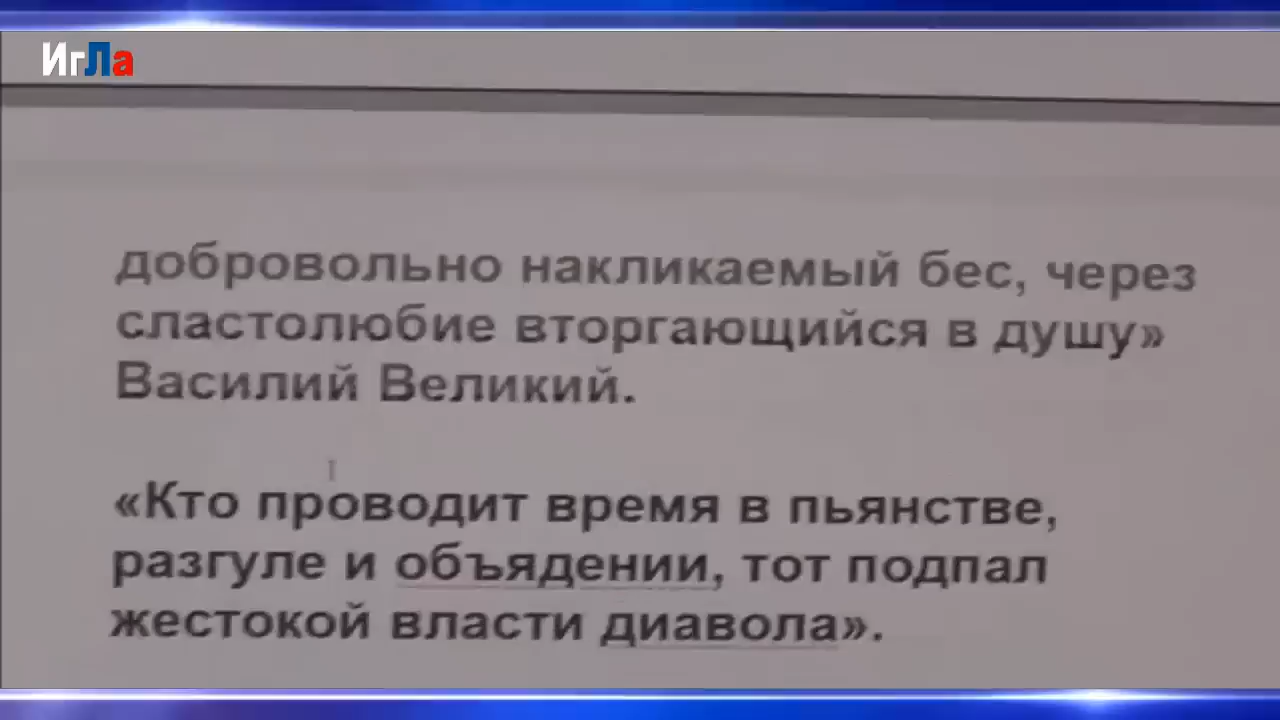 ИгЛа
добровольно накликаемый бес, через
сластолюбие вторгающийся в душу»
Василий Великий.
«Кто проводит время в пьянстве,
разгуле и объядении, тот подпал
жестокой власти диавола».